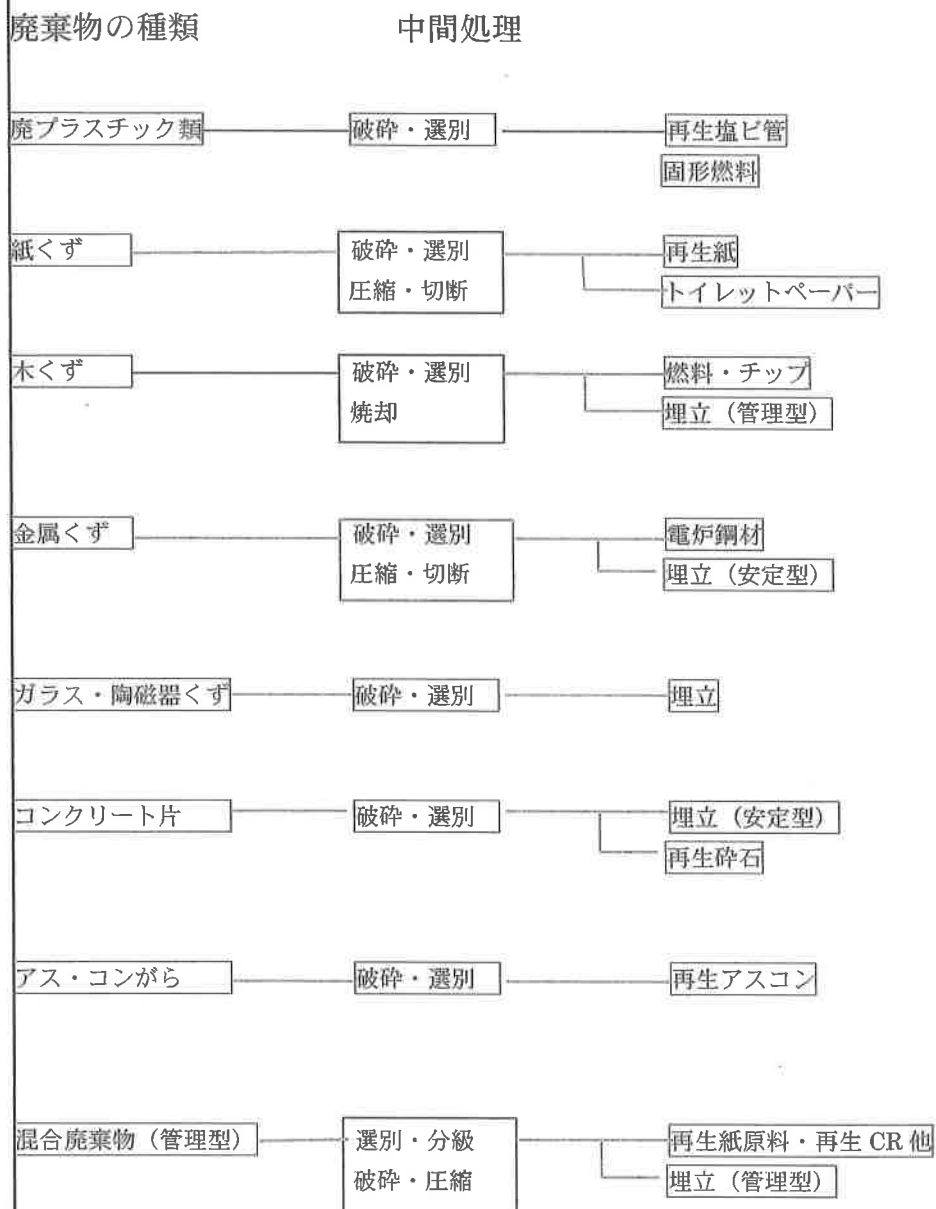 廃棄物の種類 中間処理
廃プラスチック類 破砕・選別 再生塩ビ管
固形燃料
紙くず 破砕・選別 再生紙
圧縮・切断 トイレットペーパー
木くず 破砕・選別 燃料・チップ
焼却 埋立（管理型）
金属くず 破砕・選別 電炉鋼材
圧縮・切断 埋立（安定型）
ガラス・陶磁器くず 破砕・選別 埋立
コンクリート片 破砕・選別 埋立（安定型）
再生砕石
アス・コンがら 破砕・選別 再生アスコン
混合廃棄物（管理型） 選別・分級 再生紙原料・再生 CR 他
破砕・圧縮 埋立（管理型）